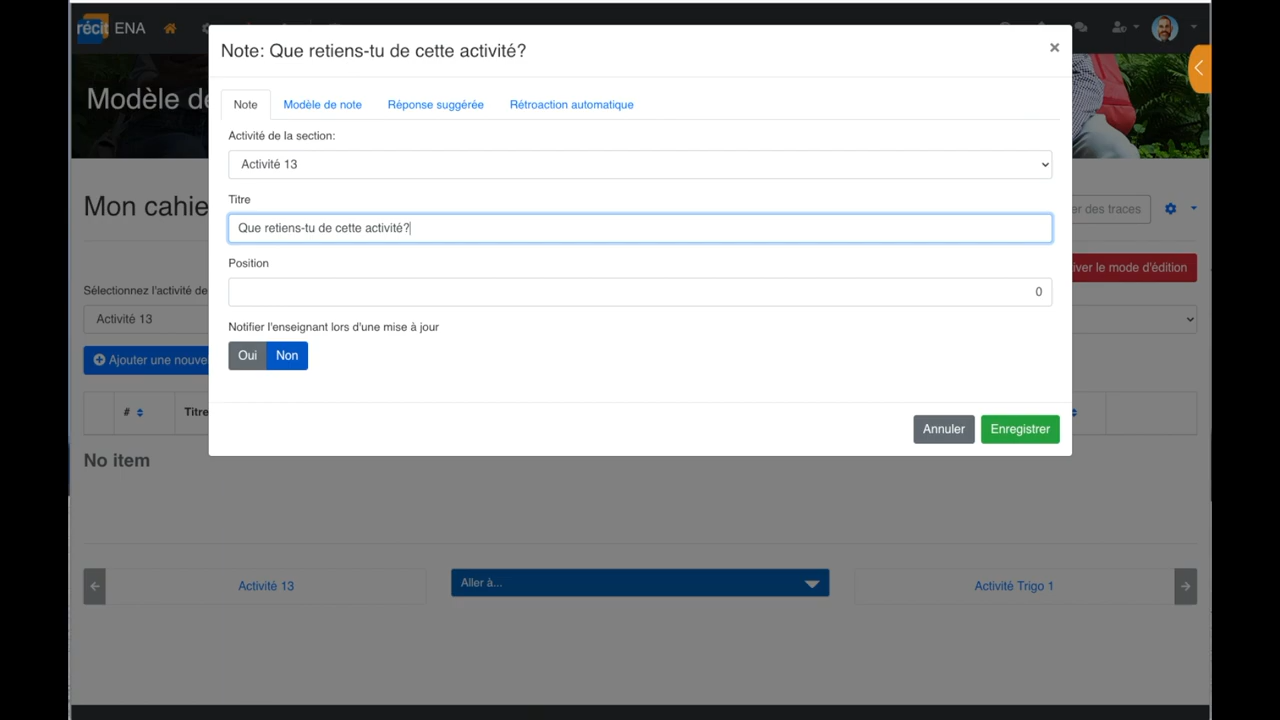 récit ENA
Note: Que retiens-tu de cette activité?
×
Modèle de
Note
Modèle de note
Réponse suggérée
Rétroaction automatique
Activité de la section:
Activité 13
Titre
Que retiens-tu de cette activité?
Position
0
Notifier l'enseignant lors d'une mise à jour
Oui
Non
Annuler
Enregistrer
Mon cahie
er des traces
iver le mode d'édition
Sélectionnez l'activité de
Activité 13
Ajouter une nouve
#
Titre
No item
Activité 13
Aller à...
Activité Trigo 1